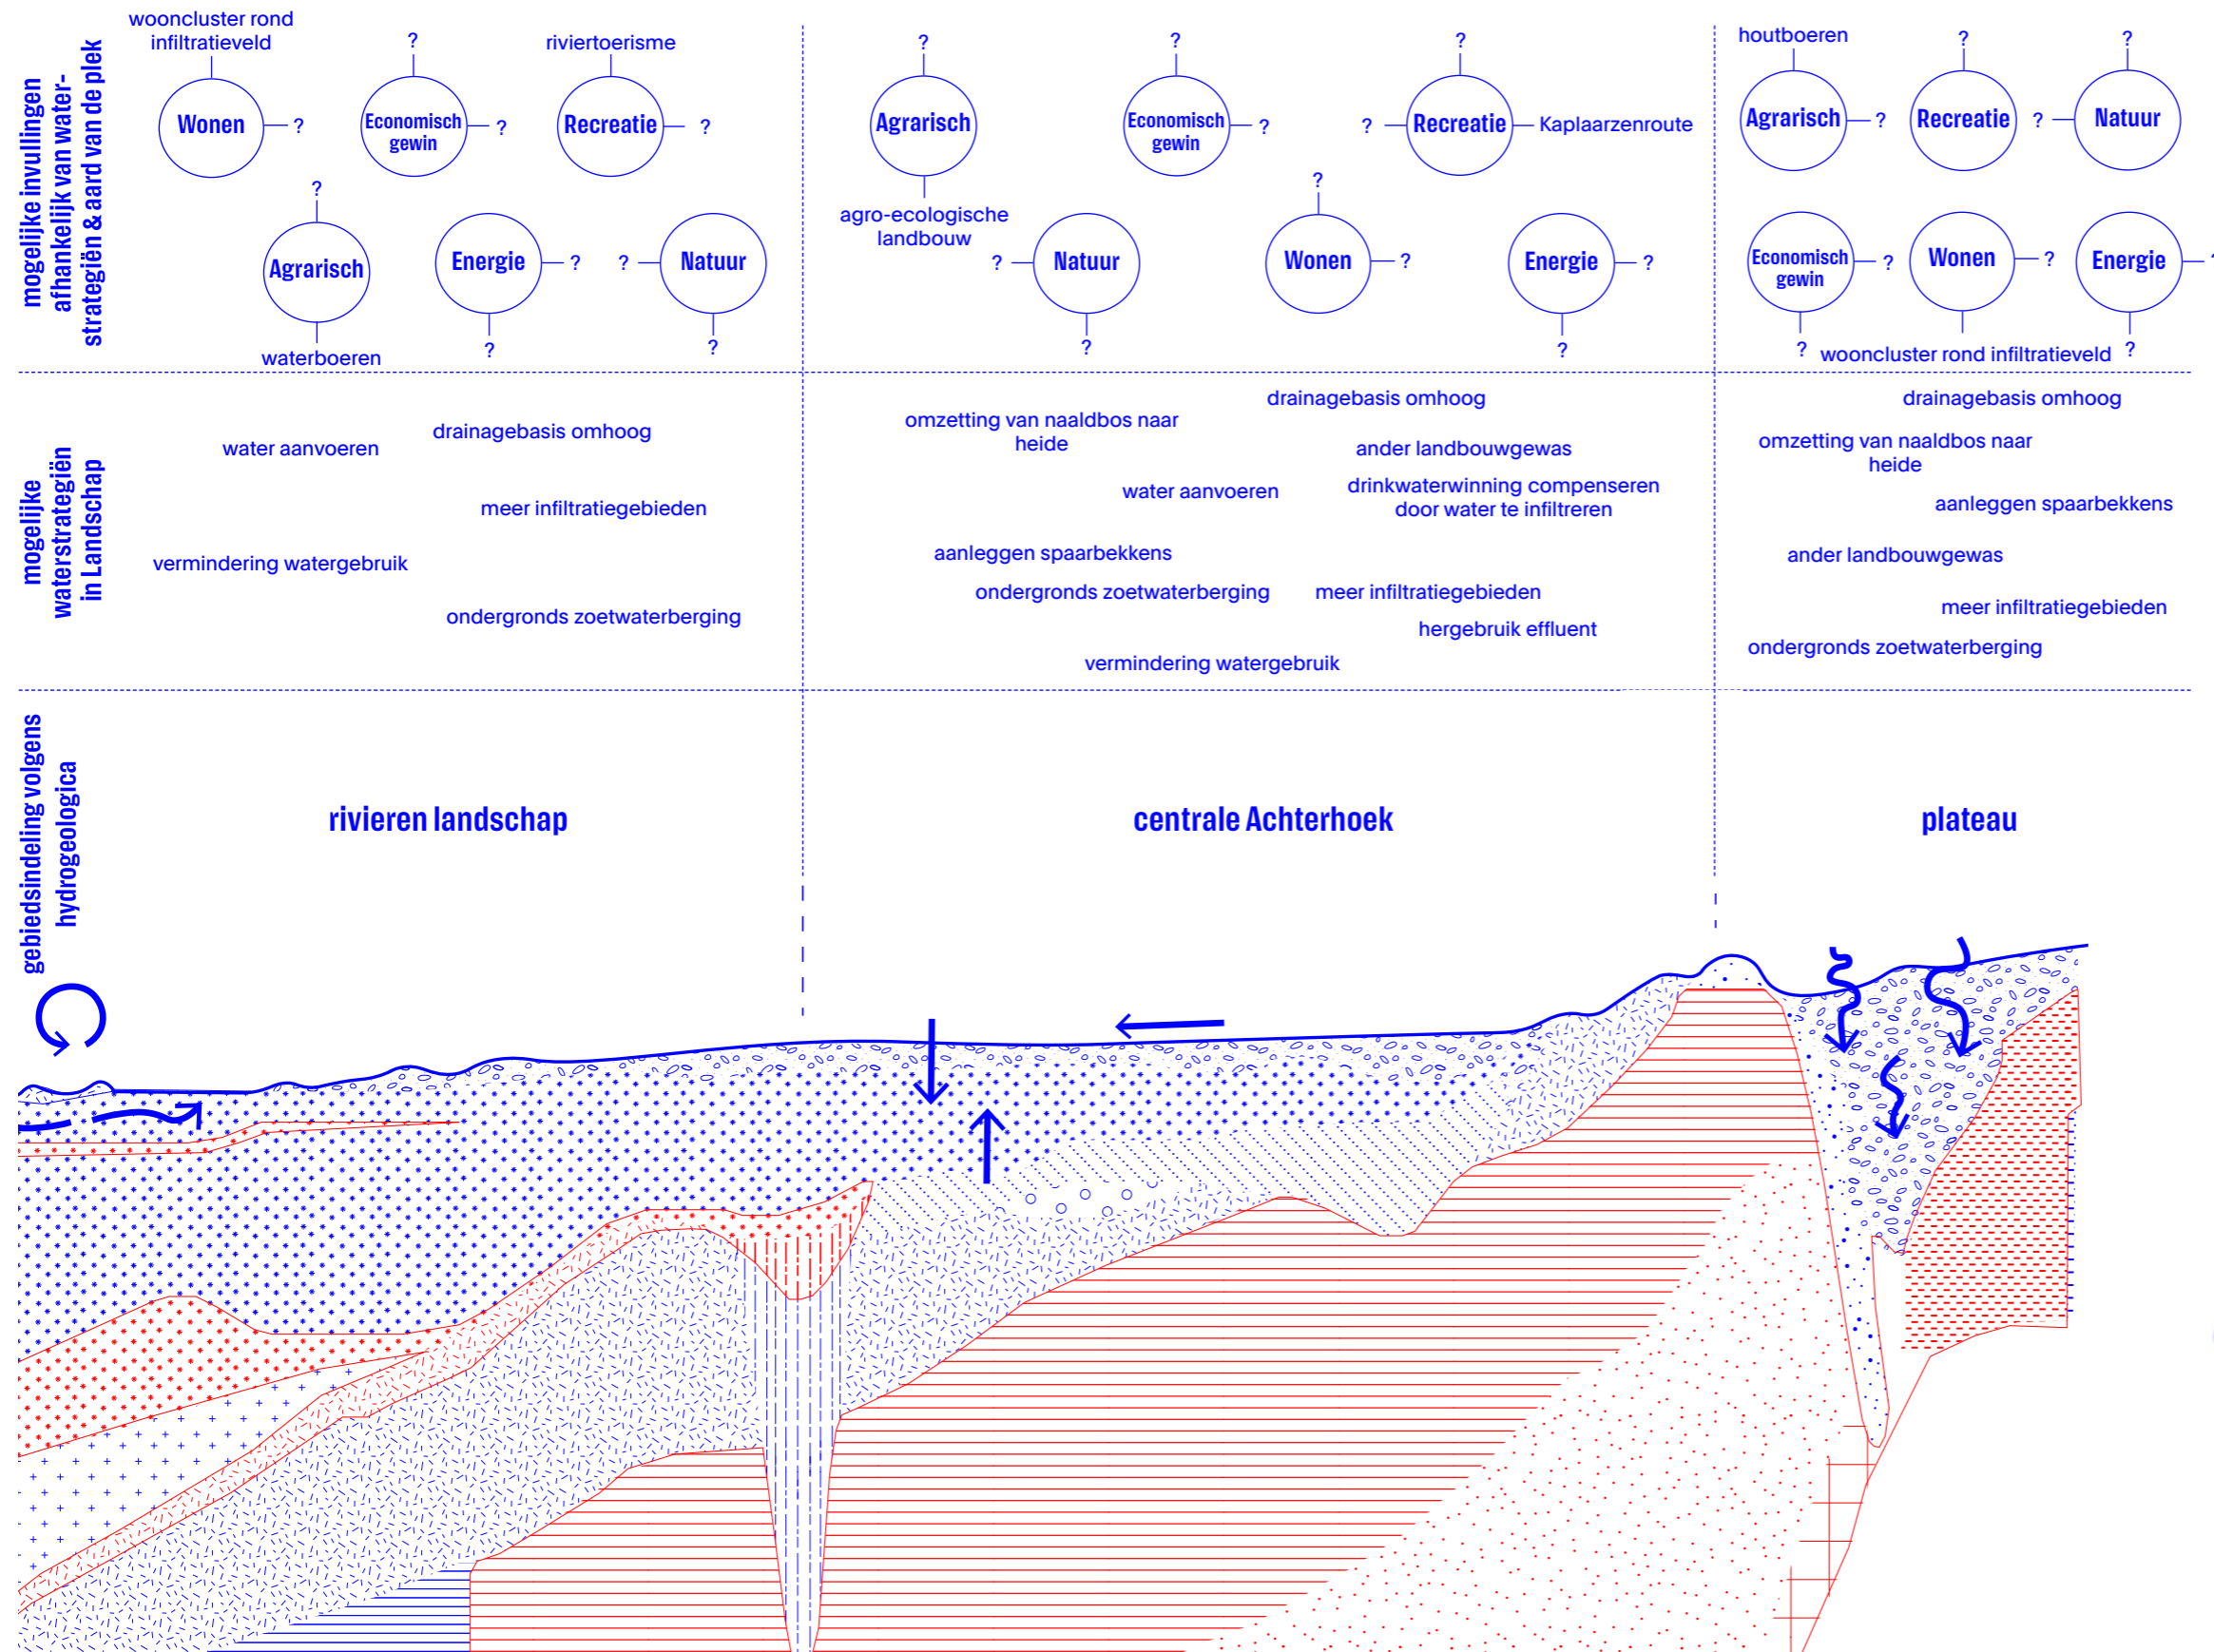 mogelijke invullingen
afhankelijk van water-
strategiën & aard van de plek
wooncluster rond
infiltratieveld
Wonen
?
?
Economisch
gewin
?
riviertoerisme
Recreatie
?
?
Agrarisch
waterboeren
Energie
?
?
?
Natuur
?
?
Agrarisch
agro-ecologische
landbouw
?
Economisch
gewin
?
?
?
Recreatie
Kaplaarzenroute
?
Natuur
?
?
Wonen
?
Energie
?
?
houtboeren
Agrarisch
?
?
Recreatie
?
?
Natuur
Economisch
gewin
?
?
Wonen
?
wooncluster rond infiltratieveld
Energie
?
?
mogelijke
waterstrategiën
in Landschap
drainagebasis omhoog
water aanvoeren
meer infiltratiegebieden
vermindering watergebruik
ondergronds zoetwaterberging
drainagebasis omhoog
omzetting van naaldbos naar
heide
ander landbouwgewas
water aanvoeren
drinkwaterwinning compenseren
door water te infiltreren
aanleggen spaarbekkens
ondergronds zoetwaterberging
meer infiltratiegebieden
hergebruik effluent
vermindering watergebruik
drainagebasis omhoog
omzetting van naaldbos naar
heide
aanleggen spaarbekkens
ander landbouwgewas
meer infiltratiegebieden
ondergronds zoetwaterberging
gebiedsindeling volgens
hydrogeologica
rivieren landschap
centrale Achterhoek
plateau